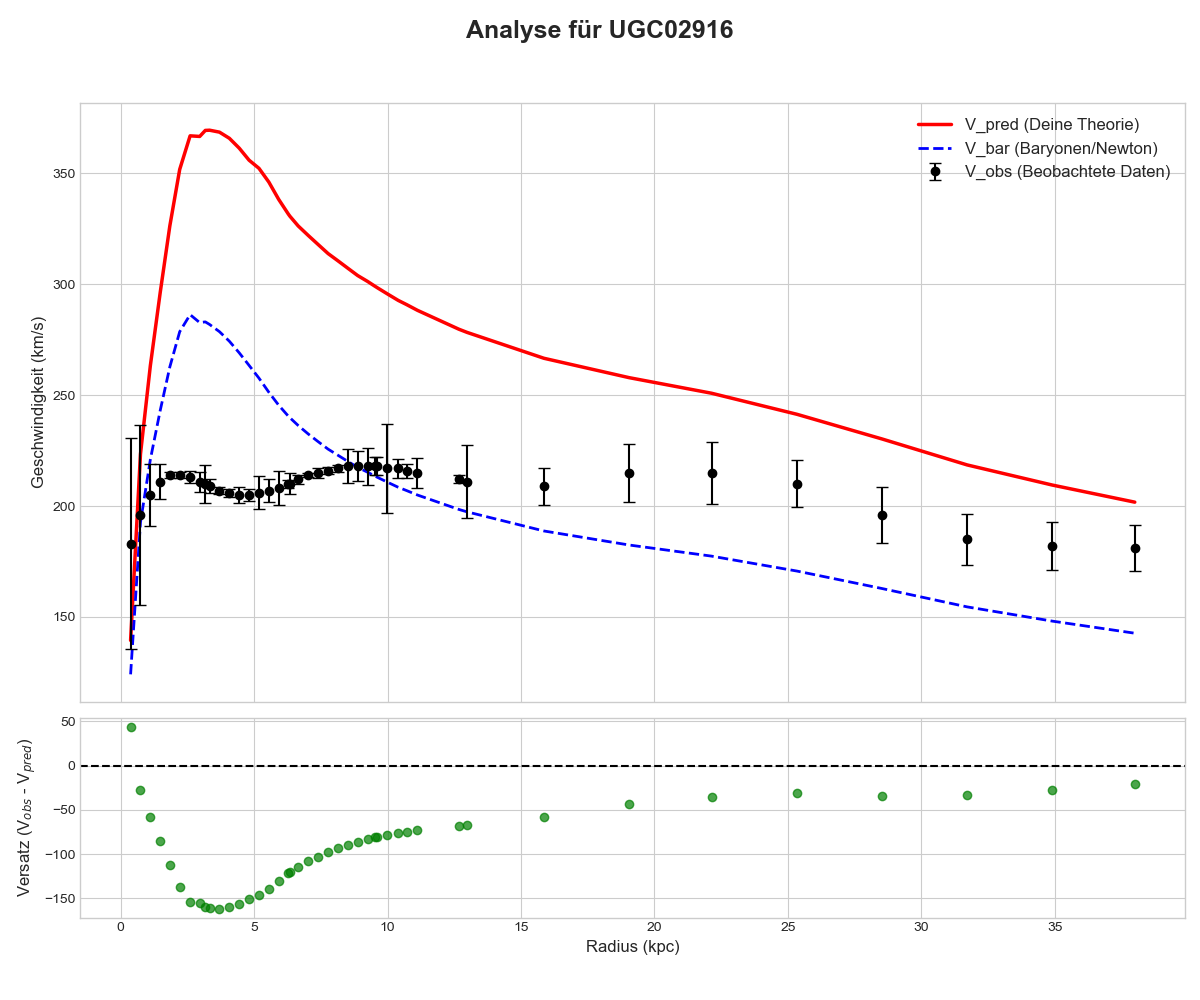 Analyse für UGC02916
V_pred (Deine Theorie)
V_bar (Baryonen/Newton)
V_obs (Beobachtete Daten)
Geschwindigkeit (km/s)
350
300
250
200
150
Versatz (V_obs - V_pred)
50
0
−50
−100
−150
0 5 10 15 20 25 30 35
Radius (kpc)